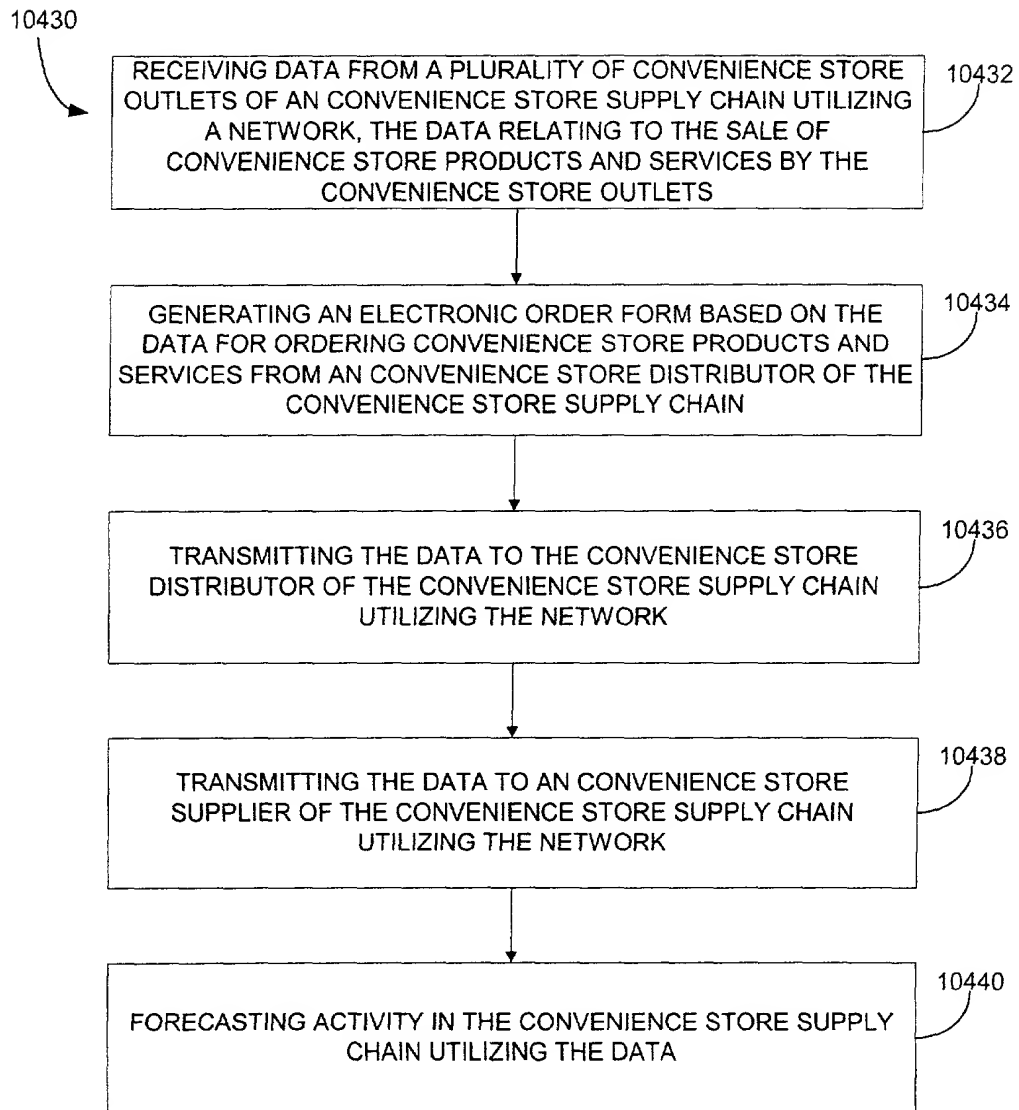 10430
RECEIVING DATA FROM A PLURALITY OF CONVENIENCE STORE
OUTLETS OF AN CONVENIENCE STORE SUPPLY CHAIN UTILIZING
A NETWORK, THE DATA RELATING TO THE SALE OF
CONVENIENCE STORE PRODUCTS AND SERVICES BY THE
CONVENIENCE STORE OUTLETS
10432
GENERATING AN ELECTRONIC ORDER FORM BASED ON THE
DATA FOR ORDERING CONVENIENCE STORE PRODUCTS AND
SERVICES FROM AN CONVENIENCE STORE DISTRIBUTOR OF THE
CONVENIENCE STORE SUPPLY CHAIN
10434
TRANSMITTING THE DATA TO THE CONVENIENCE STORE
DISTRIBUTOR OF THE CONVENIENCE STORE SUPPLY CHAIN
UTILIZING THE NETWORK
10436
TRANSMITTING THE DATA TO AN CONVENIENCE STORE
SUPPLIER OF THE CONVENIENCE STORE SUPPLY CHAIN
UTILIZING THE NETWORK
10438
FORECASTING ACTIVITY IN THE CONVENIENCE STORE SUPPLY
CHAIN UTILIZING THE DATA
10440